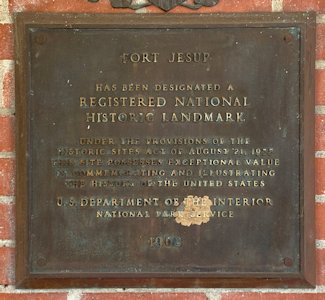 FORT JESUP
HAS BEEN DESIGNATED A
REGISTERED NATIONAL
HISTORIC LANDMARK
UNDER THE PROVISIONS OF THE
HISTORIC SITES ACT OF AUGUST 21, 1935
THE SITE POSSESSES EXCEPTIONAL VALUE
IN COMMEMORATING AND ILLUSTRATING
THE HISTORY OF THE UNITED STATES
U.S. DEPARTMENT OF THE INTERIOR
NATIONAL PARK SERVICE